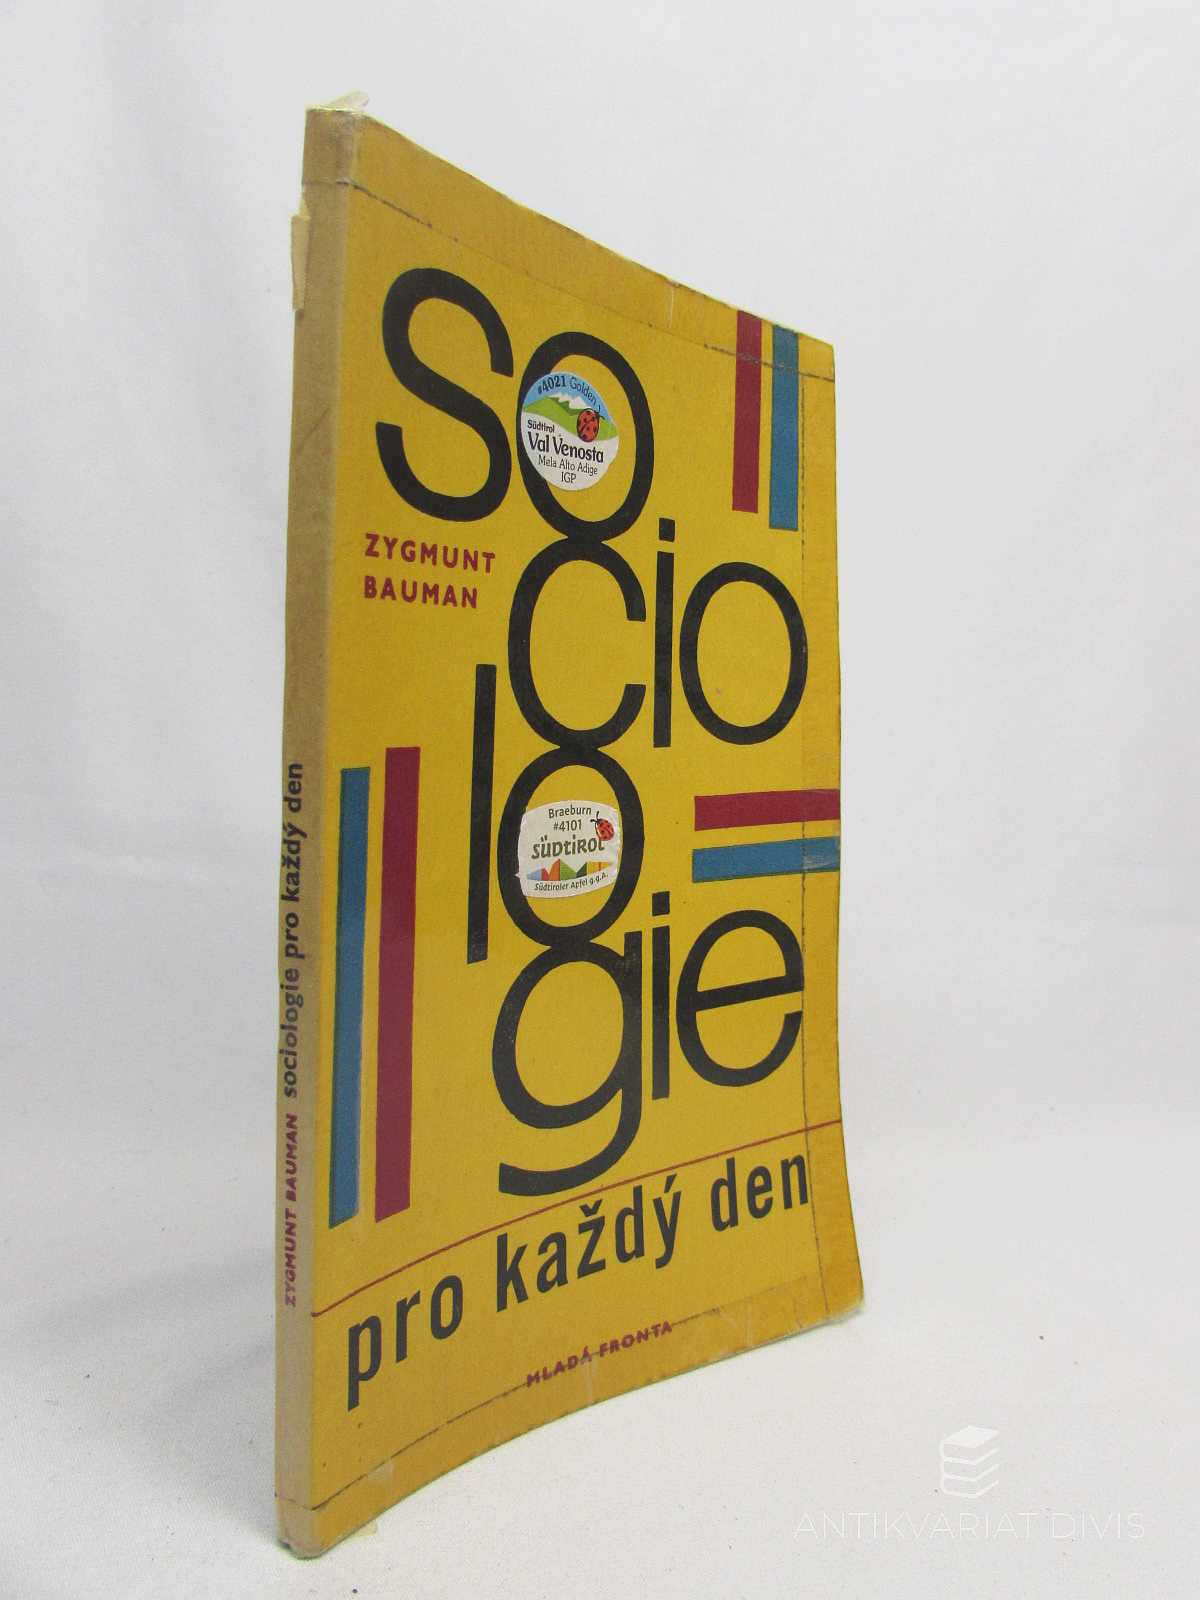 so
cio
lo
gie
ZYGMUNT
BAUMAN
pro každý den
MLADÁ FRONTA
#4021 Golden
Südtirol
Val Venosta
Mela Alto Adige
IGP
Braeburn
#4101
SÜDTIROL
Südtiroler Apfel g.g.A.
ZYGMUNT BAUMAN sociologie pro každý den
ANTIKVARIAT DIVIS